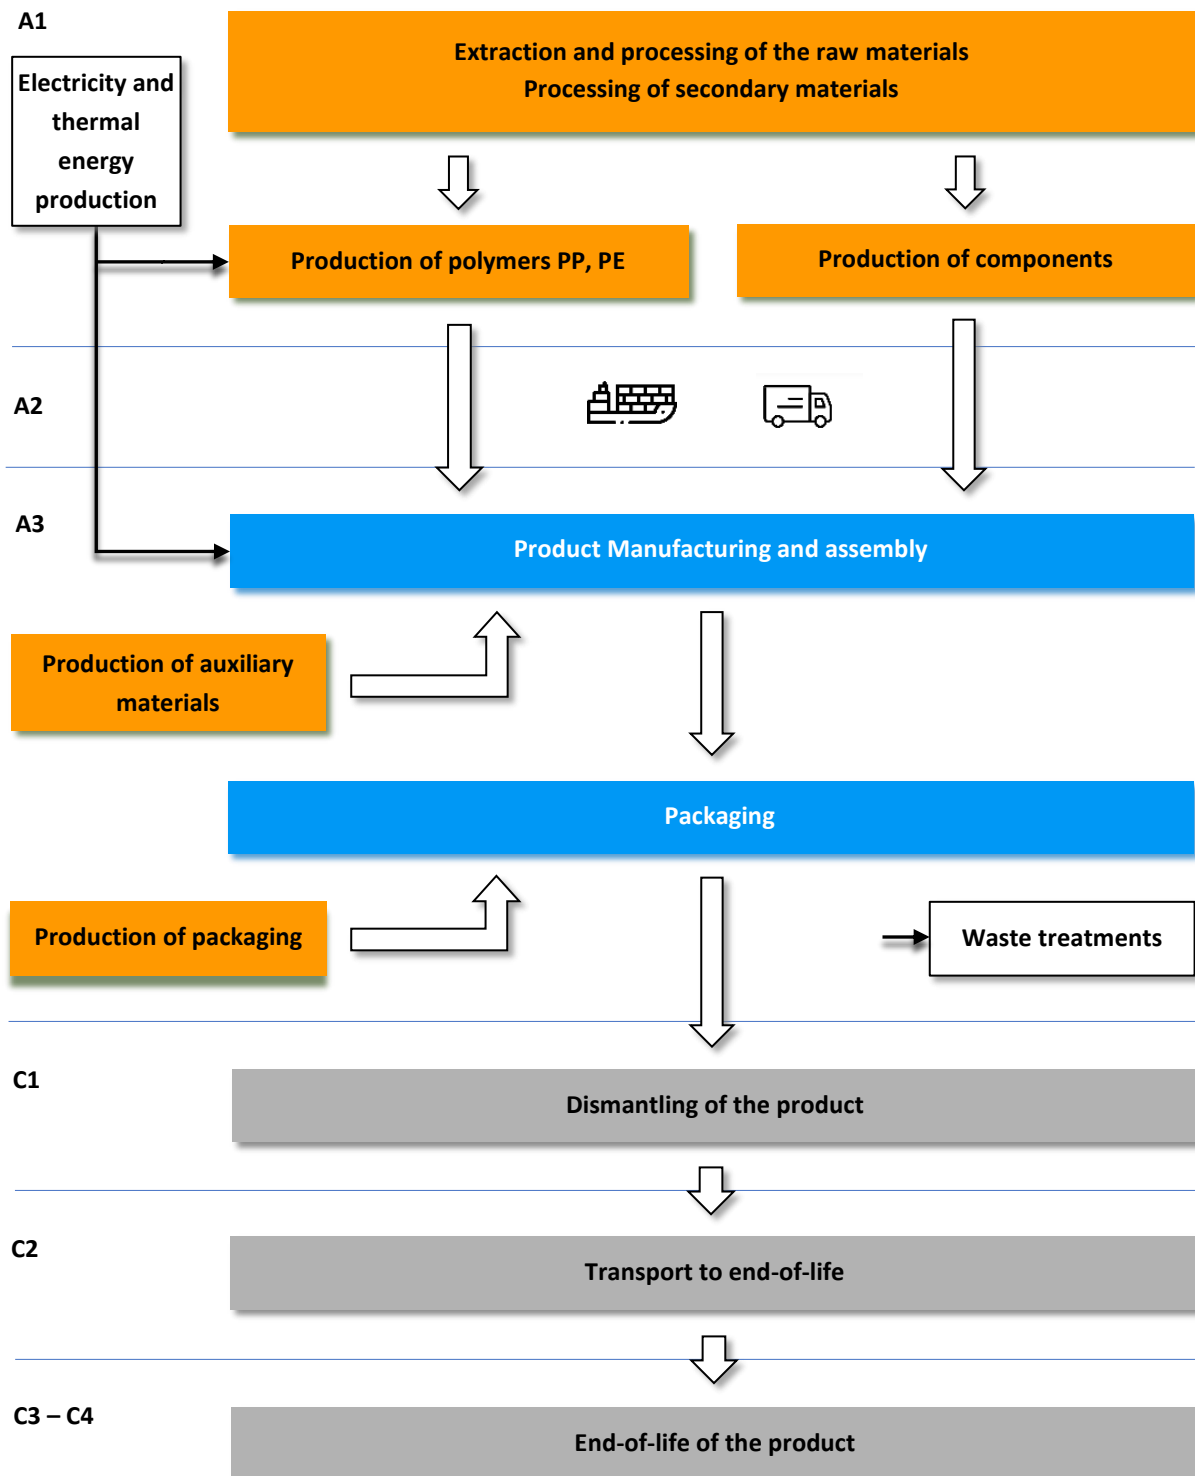 A1
Extraction and processing of the raw materials
Processing of secondary materials
Electricity and
thermal
energy
production
Production of polymers PP, PE
Production of components
A2
A3
Product Manufacturing and assembly
Production of auxiliary
materials
Packaging
Production of packaging
Waste treatments
C1
Dismantling of the product
C2
Transport to end-of-life
C3 – C4
End-of-life of the product